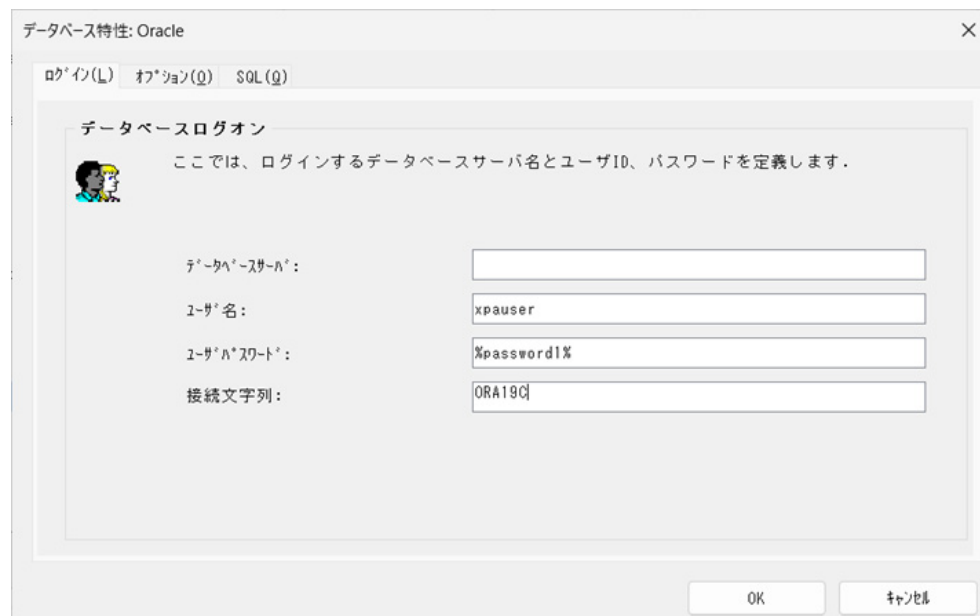 データベース特性: Oracle
ﾛｸﾞｲﾝ(L) ｵﾌﾟｼｮﾝ(O) SQL(Q)
データベースログオン
ここでは、ログインするデータベースサーバ名とユーザID、パスワードを定義します．
ﾃﾞｰﾀﾍﾞｰｽｻｰﾊﾞ:
ﾕｰｻﾞ名: xpauser
ﾕｰｻﾞﾊﾟｽﾜｰﾄﾞ: %password1%
接続文字列: ORA19C
OK ｷｬﾝｾﾙ